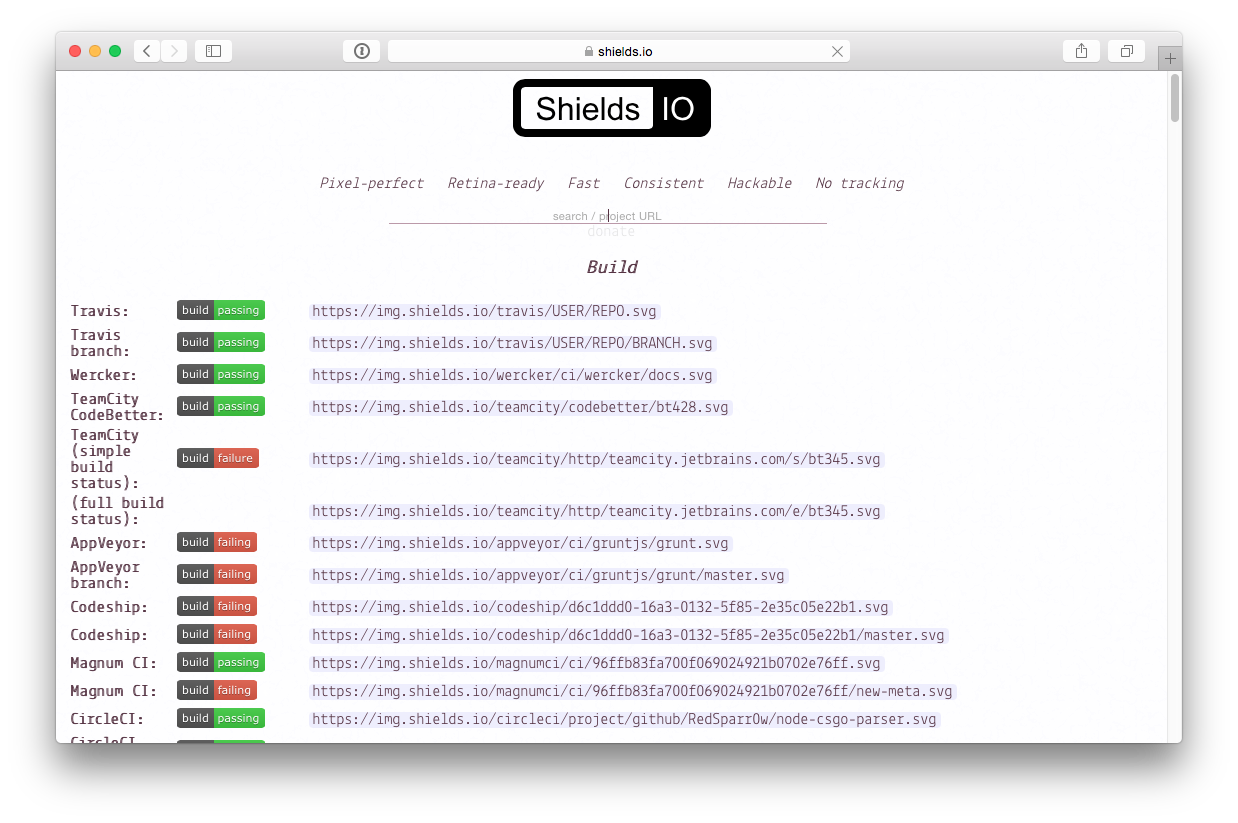 shields.io
Shields IO
Pixel-perfect Retina-ready Fast Consistent Hackable No tracking
search / project URL
donate
Build
Travis: build passing https://img.shields.io/travis/USER/REPO.svg
Travis
branch: build passing https://img.shields.io/travis/USER/REPO/BRANCH.svg
Wercker: build passing https://img.shields.io/wercker/ci/wercker/docs.svg
TeamCity
CodeBetter: build passing https://img.shields.io/teamcity/codebetter/bt428.svg
TeamCity
(simple
build
status): build failure https://img.shields.io/teamcity/http/teamcity.jetbrains.com/s/bt345.svg
(full build
status): https://img.shields.io/teamcity/http/teamcity.jetbrains.com/e/bt345.svg
AppVeyor: build failing https://img.shields.io/appveyor/ci/gruntjs/grunt.svg
AppVeyor
branch: build failing https://img.shields.io/appveyor/ci/gruntjs/grunt/master.svg
Codeship: build failing https://img.shields.io/codeship/d6c1ddd0-16a3-0132-5f85-2e35c05e22b1.svg
Codeship: build failing https://img.shields.io/codeship/d6c1ddd0-16a3-0132-5f85-2e35c05e22b1/master.svg
Magnum CI: build passing https://img.shields.io/magnumci/ci/96ffb83fa700f069024921b0702e76ff.svg
Magnum CI: build failing https://img.shields.io/magnumci/ci/96ffb83fa700f069024921b0702e76ff/new-meta.svg
CircleCI: build passing https://img.shields.io/circleci/project/github/RedSparr0w/node-csgo-parser.svg
CircleCI